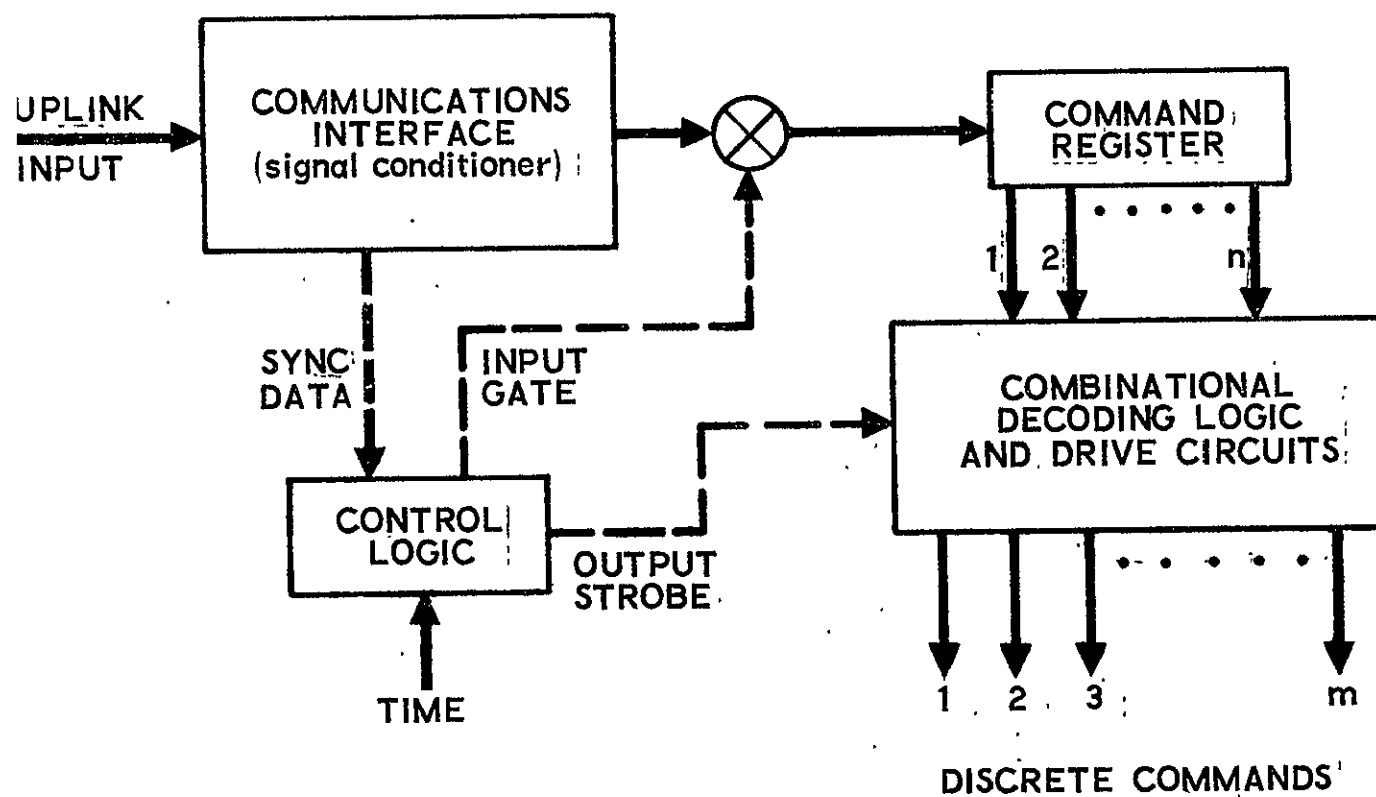 UPLINK
INPUT
COMMUNICATIONS
INTERFACE
(signal conditioner)
COMMAND
REGISTER
1 2 n
SYNC
DATA
INPUT
GATE
COMBINATIONAL
DECODING LOGIC
AND DRIVE CIRCUITS
CONTROL
LOGIC
OUTPUT
STROBE
TIME
1 2 3 m
DISCRETE COMMANDS